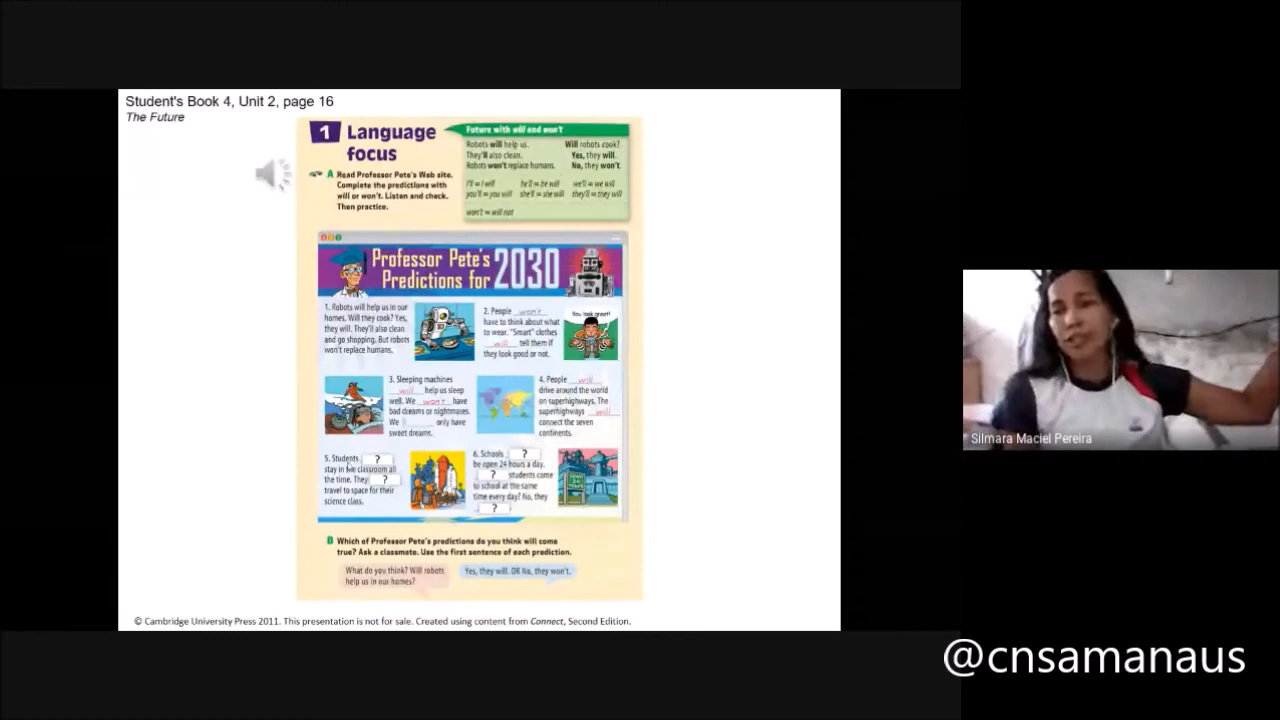 Student's Book 4, Unit 2, page 16
The Future
1 Language
focus
A Read Professor Pete's Web site.
Complete the predictions with
will or won't. Listen and check.
Then practice.
Future with will and won't
Robots will help us. Will robots cook?
They'll also clean. Yes, they will.
Robots won't replace humans. No, they won't.
I'll = I will he'll = he will we'll = we will
you'll = you will she'll = she will they'll = they will
won't = will not
Professor Pete's
Predictions for 2030
1. Robots will help us in our
homes. Will they cook? Yes,
they will. They'll also clean
and go shopping. But robots
won't replace humans.
2. People won't
have to think about what
to wear. "Smart" clothes
will tell them if
they look good or not.
You look great!
3. Sleeping machines
will help us sleep
well. We won't have
bad dreams or nightmares.
We only have
sweet dreams.
4. People will
drive around the world
on superhighways. The
superhighways will
connect the seven
continents.
5. Students ?
stay in the classroom all
the time. They ?
travel to space for their
science class.
6. Schools ?
be open 24 hours a day.
? students come
to school at the same
time every day? No, they
?
B Which of Professor Pete's predictions do you think will come
true? Ask a classmate. Use the first sentence of each prediction.
What do you think? Will robots
help us in our homes?
Yes, they will. OR No, they won't.
© Cambridge University Press 2011. This presentation is not for sale. Created using content from Connect, Second Edition.
Silmara Maciel Pereira
@cnsamanaus